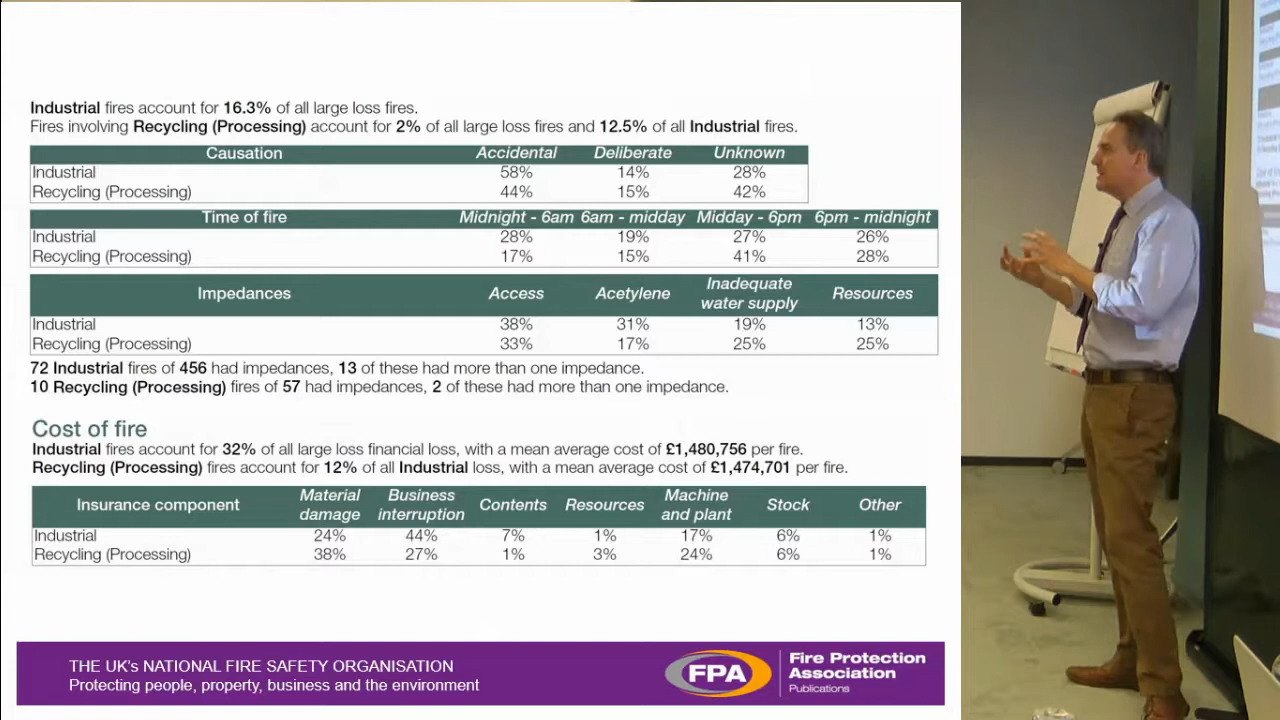 Industrial fires account for 16.3% of all large loss fires.
Fires involving Recycling (Processing) account for 2% of all large loss fires and 12.5% of all Industrial fires.
Causation Accidental Deliberate Unknown
Industrial 58% 14% 28%
Recycling (Processing) 44% 15% 42%
Time of fire Midnight - 6am 6am - midday Midday - 6pm 6pm - midnight
Industrial 28% 19% 27% 26%
Recycling (Processing) 17% 15% 41% 28%
Impedances Access Acetylene Inadequate water supply Resources
Industrial 38% 31% 19% 13%
Recycling (Processing) 33% 17% 25% 25%
72 Industrial fires of 456 had impedances, 13 of these had more than one impedance.
10 Recycling (Processing) fires of 57 had impedances, 2 of these had more than one impedance.
Cost of fire
Industrial fires account for 32% of all large loss financial loss, with a mean average cost of £1,480,756 per fire.
Recycling (Processing) fires account for 12% of all Industrial loss, with a mean average cost of £1,474,701 per fire.
Insurance component Material damage Business interruption Contents Resources Machine and plant Stock Other
Industrial 24% 44% 7% 1% 17% 6% 1%
Recycling (Processing) 38% 27% 1% 3% 24% 6% 1%
THE UK's NATIONAL FIRE SAFETY ORGANISATION
Protecting people, property, business and the environment
FPA
Fire Protection
Association
Publications